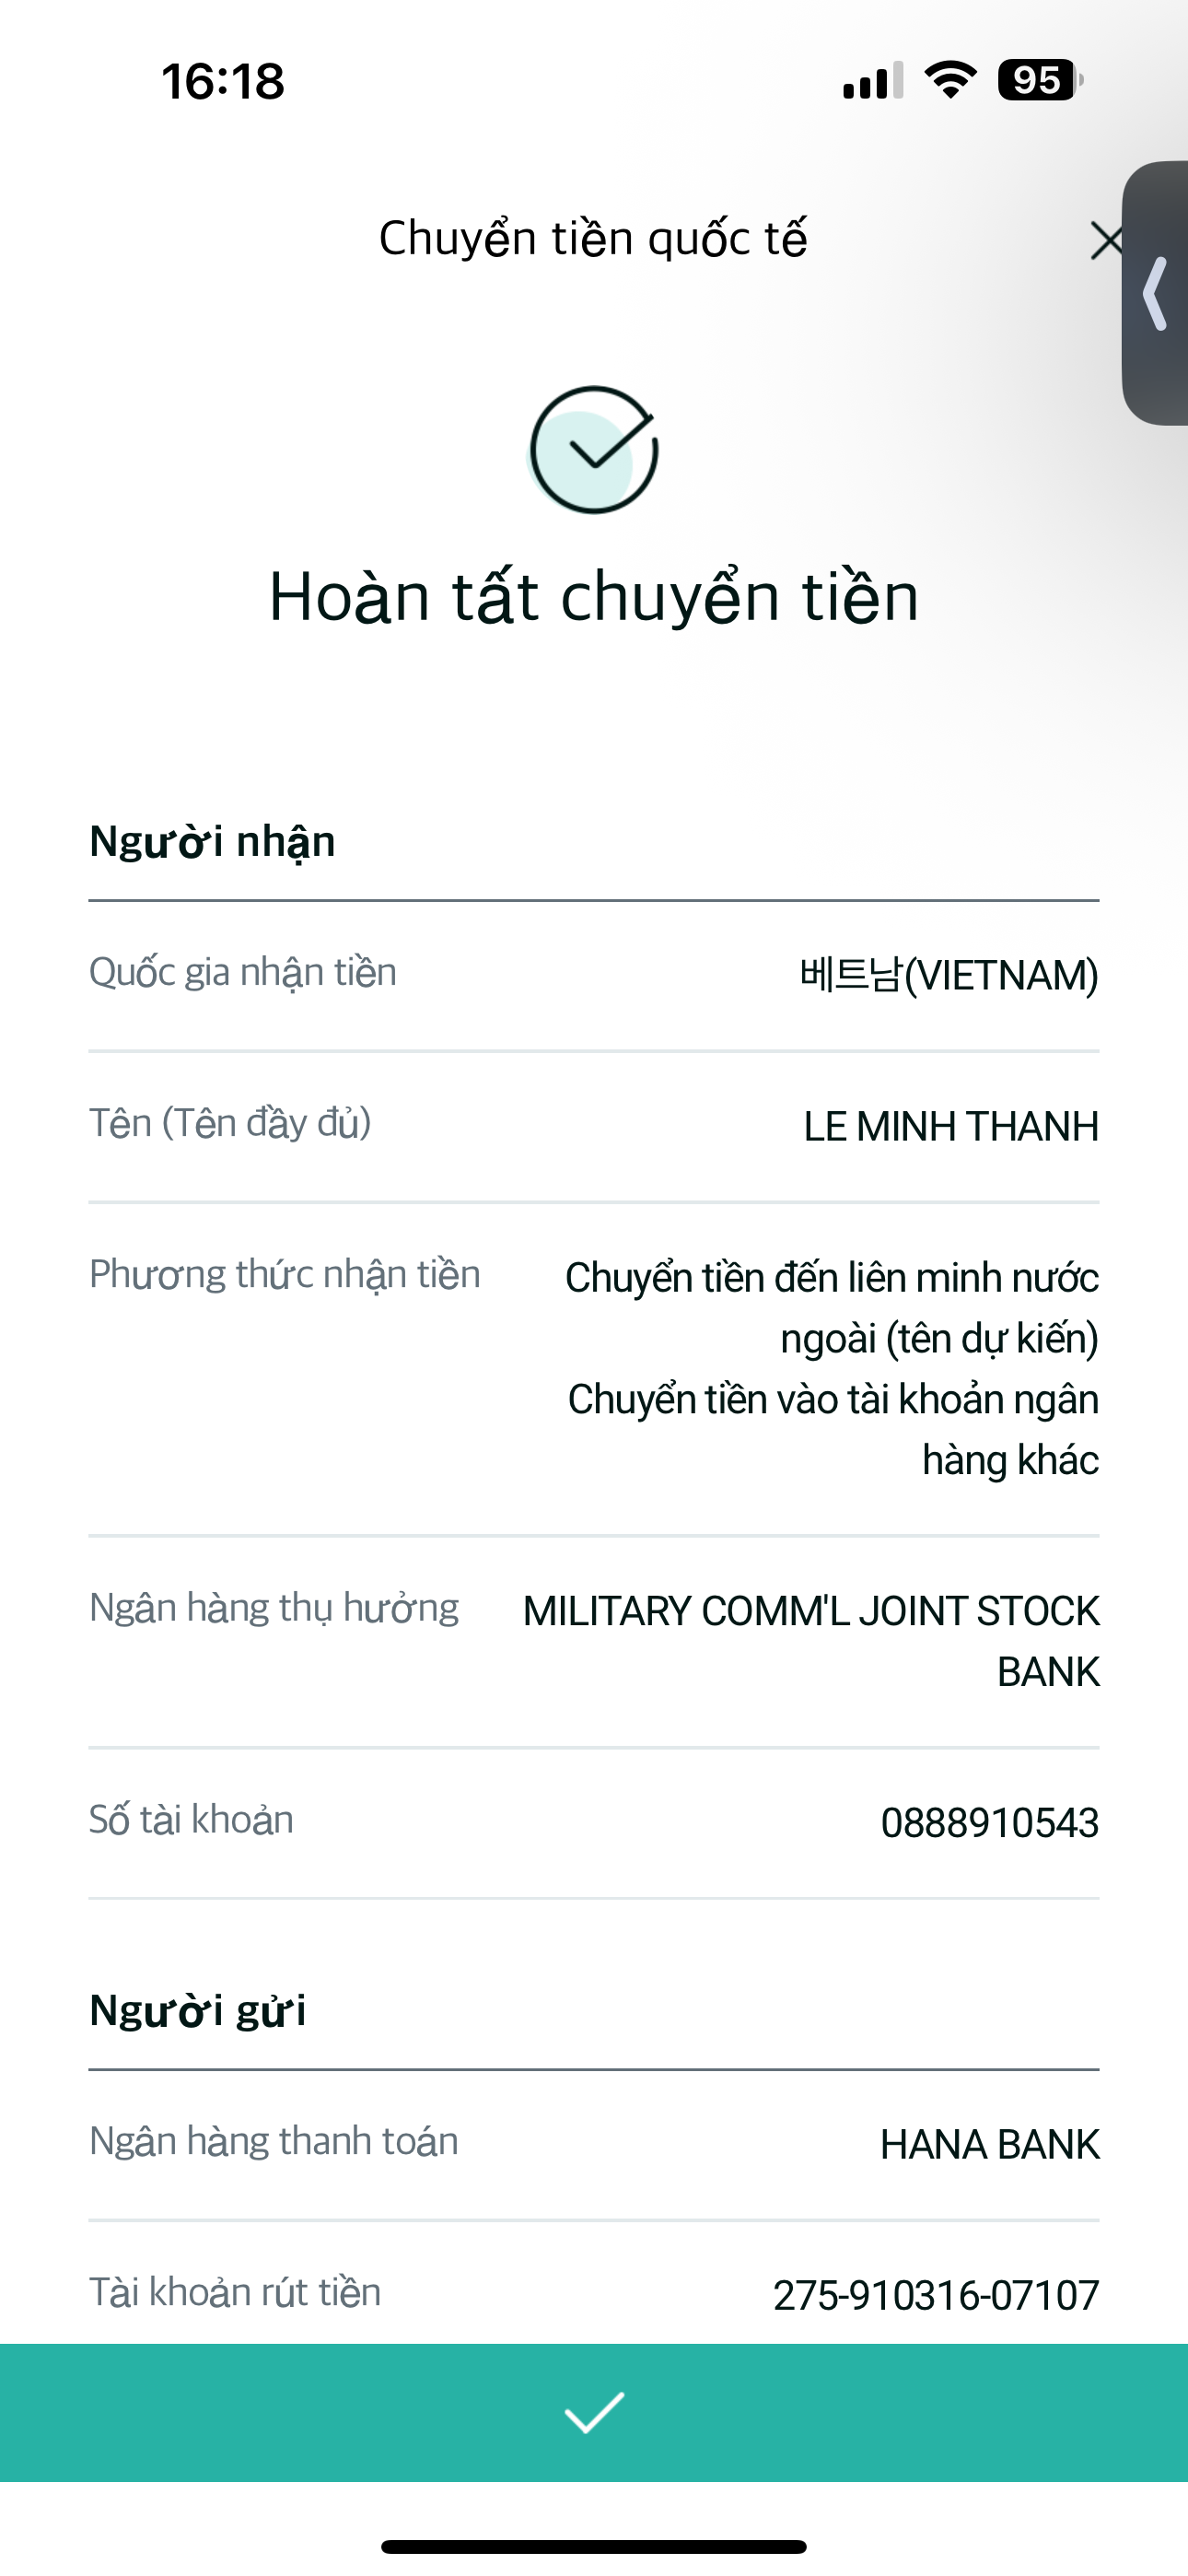 16:18
95
Chuyển tiền quốc tế
Hoàn tất chuyển tiền
Người nhận
Quốc gia nhận tiền 베트남(VIETNAM)
Tên (Tên đầy đủ) LE MINH THANH
Phương thức nhận tiền Chuyển tiền đến liên minh nước
ngoài (tên dự kiến)
Chuyển tiền vào tài khoản ngân
hàng khác
Ngân hàng thụ hưởng MILITARY COMM'L JOINT STOCK
BANK
Số tài khoản 0888910543
Người gửi
Ngân hàng thanh toán HANA BANK
Tài khoản rút tiền 275-910316-07107